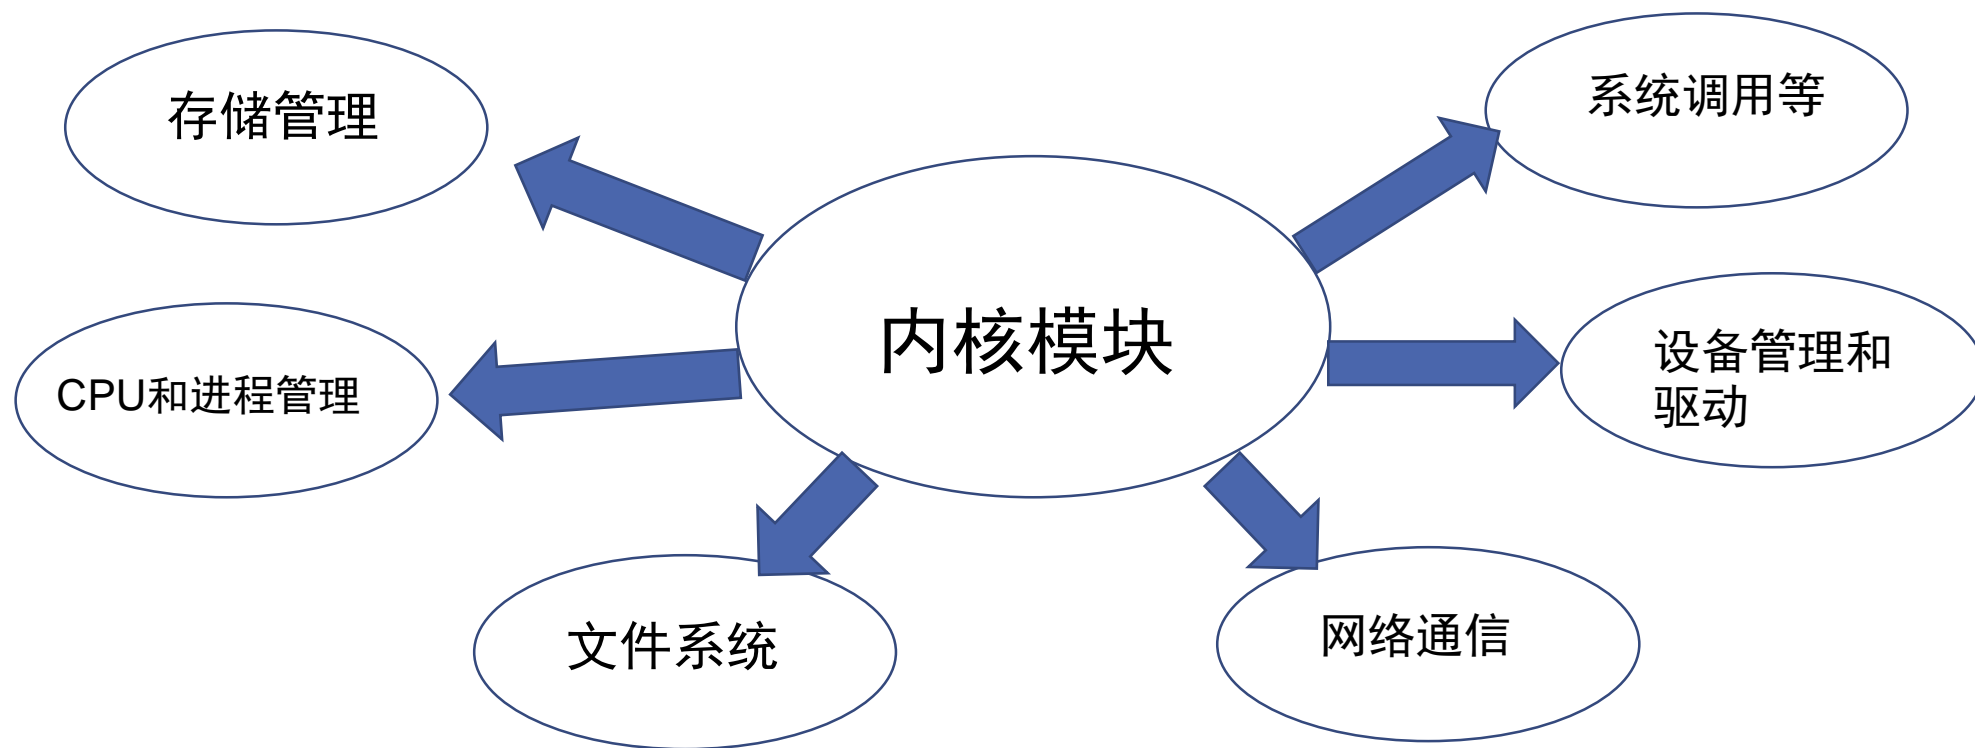 存储管理
系统调用等
内核模块
CPU和进程管理
设备管理和
驱动
文件系统
网络通信